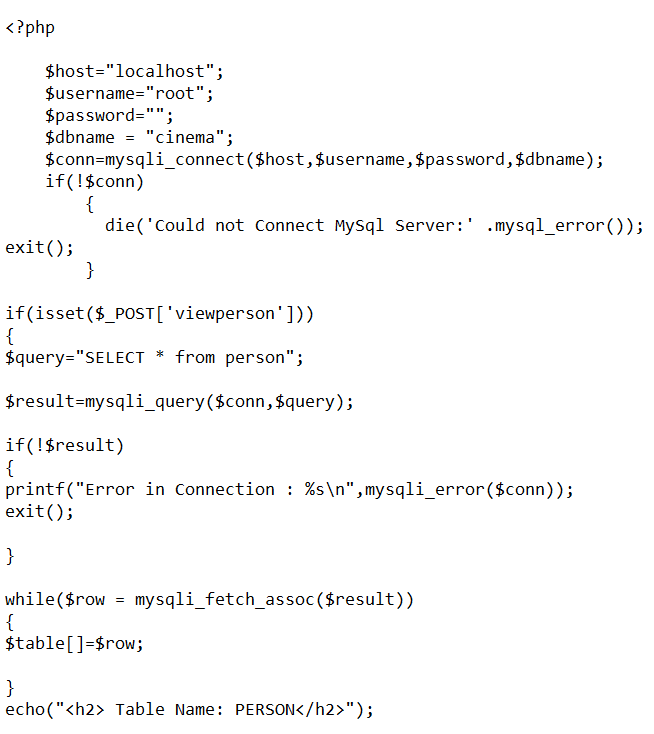 <?php
$host="localhost";
$username="root";
$password="";
$dbname = "cinema";
$conn=mysqli_connect($host,$username,$password,$dbname);
if(!$conn)
{
die('Could not Connect MySql Server:' .mysql_error());
exit();
}
if(isset($_POST['viewperson']))
{
$query="SELECT * from person";
$result=mysqli_query($conn,$query);
if(!$result)
{
printf("Error in Connection : %s\n",mysqli_error($conn));
exit();
}
while($row = mysqli_fetch_assoc($result))
{
$table[]=$row;
}
echo("<h2> Table Name: PERSON</h2>");